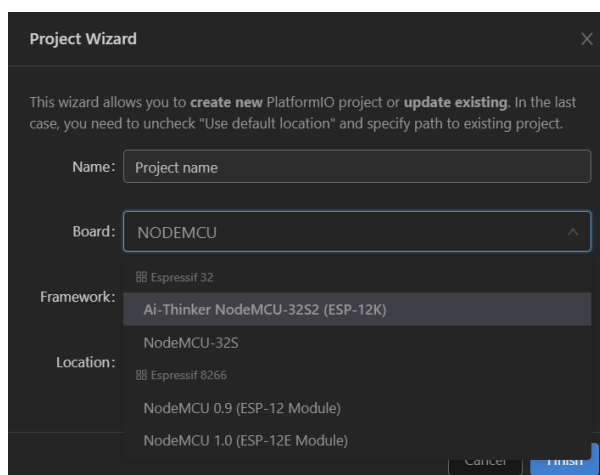 Project Wizard
This wizard allows you to create new PlatformIO project or update existing. In the last
case, you need to uncheck "Use default location" and specify path to existing project.
Name: Project name
Board: NODEMCU
Espressif 32
Framework:
Ai-Thinker NodeMCU-32S2 (ESP-12K)
NodeMCU-32S
Location:
Espressif 8266
NodeMCU 0.9 (ESP-12 Module)
NodeMCU 1.0 (ESP-12E Module)
Cancel Finish